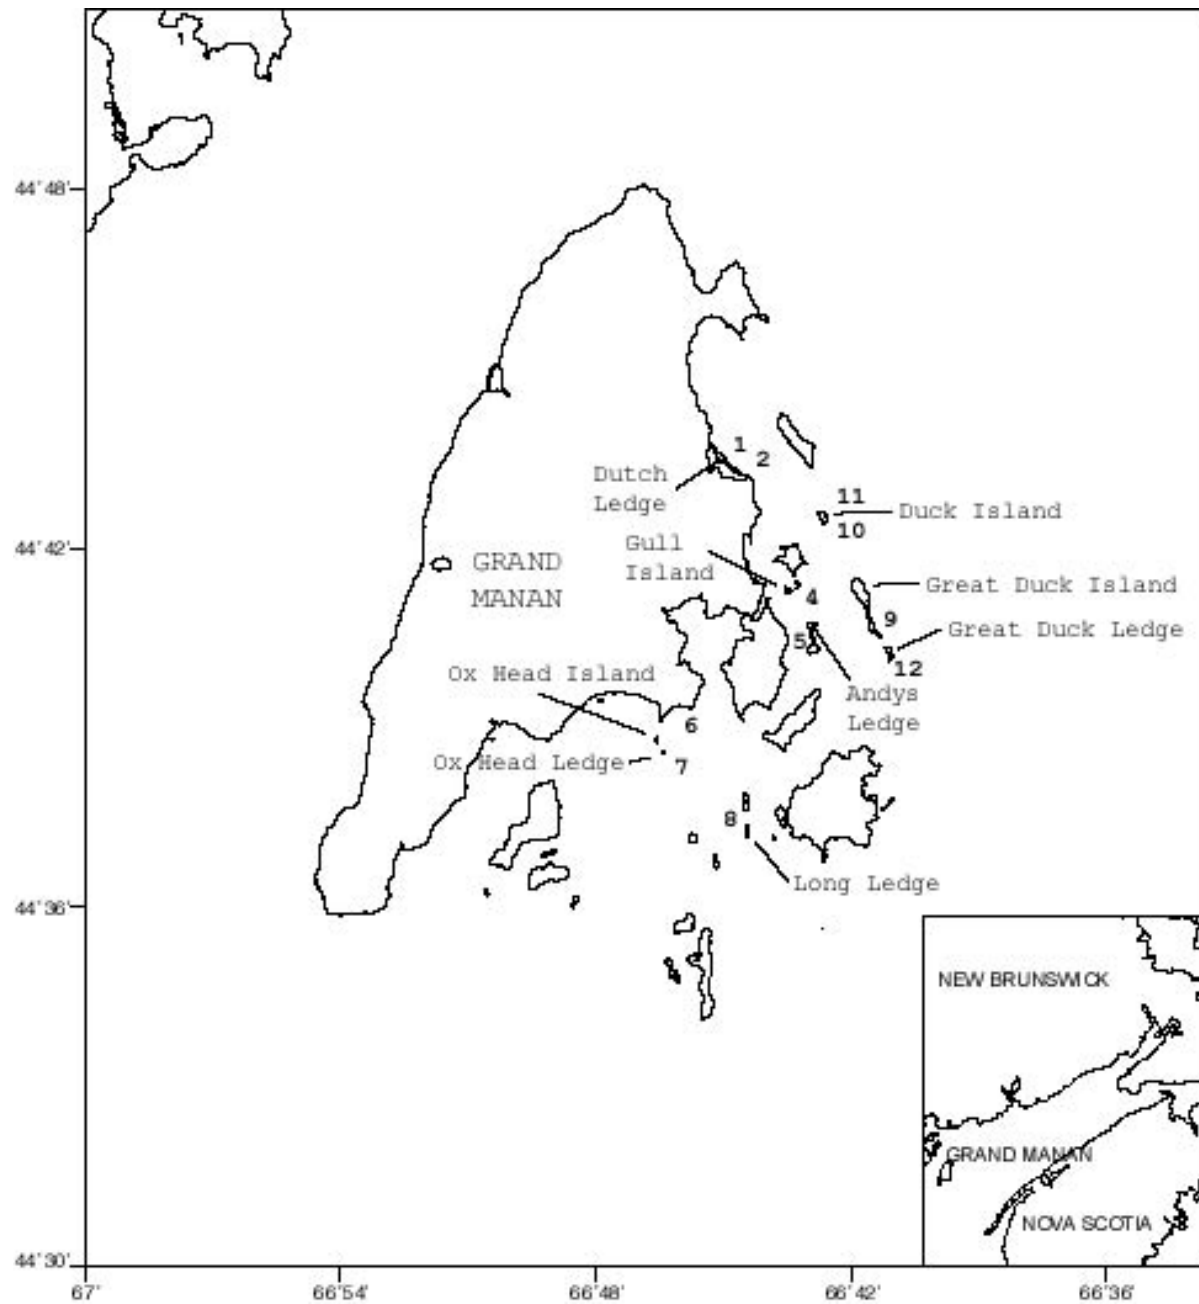 1
44°48'
1
2
Dutch
Ledge
11
Duck Island
10
44°42'
Gull
Island
GRAND
MANAN
Great Duck Island
4
9
5
Great Duck Ledge
12
Ox Head Island
Andys
Ledge
6
Ox Head Ledge
7
8
Long Ledge
44°36'
NEW BRUNSWICK
GRAND MANAN
NOVA SCOTIA
44°30'
67'
66°54'
66°48'
66°42'
66°36'